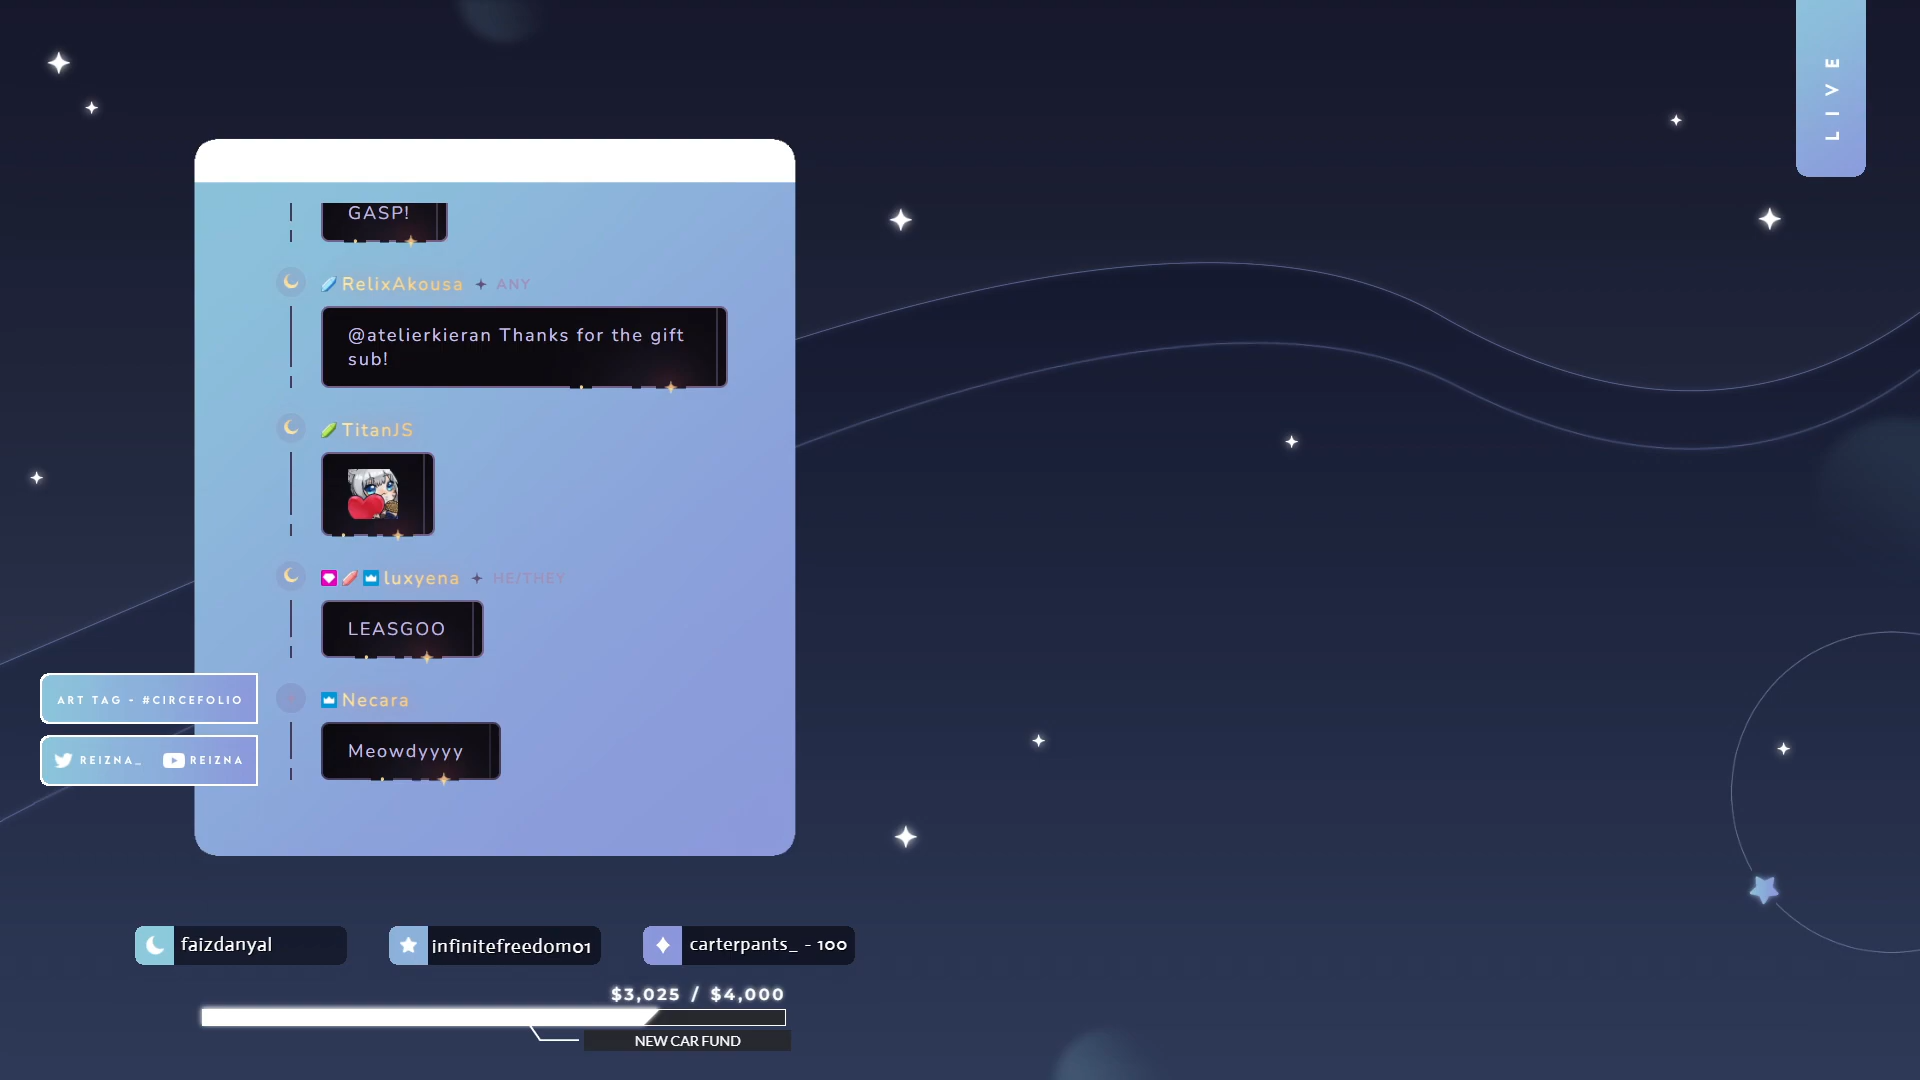 LIVE
GASP!
RelixAkousa ANY
@atelierkieran Thanks for the gift
sub!
TitanJS
luxyena HE/THEY
LEASGOO
Necara
Meowdyyyy
ART TAG - #CIRCEFOLIO
REIZNA_ REIZNA
faizdanyal
infinitefreedom01
carterpants_ - 100
$3,025 / $4,000
NEW CAR FUND